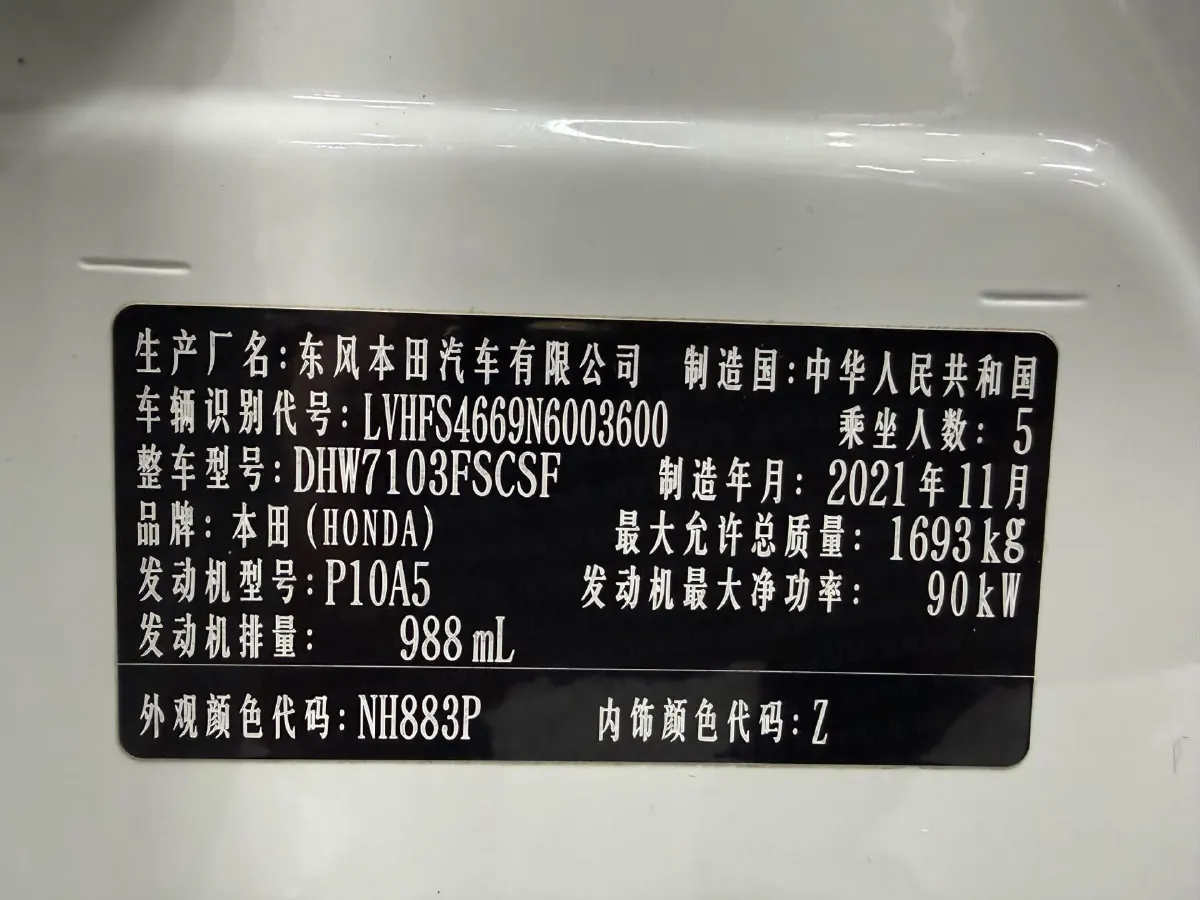 生产厂名:东风本田汽车有限公司 制造国:中华人民共和国
车辆识别代号:LVHFS4669N6003600 乘坐人数: 5
整车型号:DHW7103FSCSF 制造年月: 2021年11月
品牌: 本田(HONDA) 最大允许总质量: 1693kg
发动机型号:P10A5 发动机最大净功率: 90kW
发动机排量: 988mL
外观颜色代码:NH883P 内饰颜色代码:Z